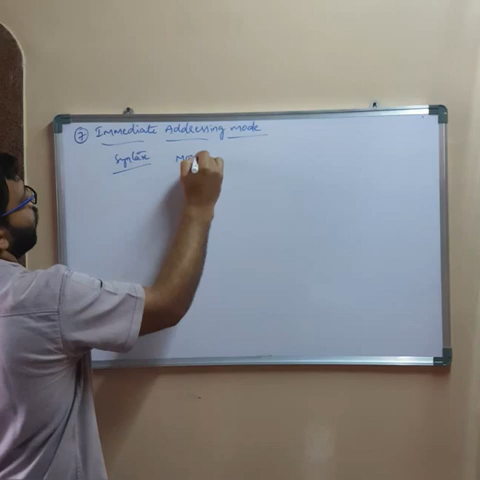 ⑦ Immediate Addressing mode
Syntax